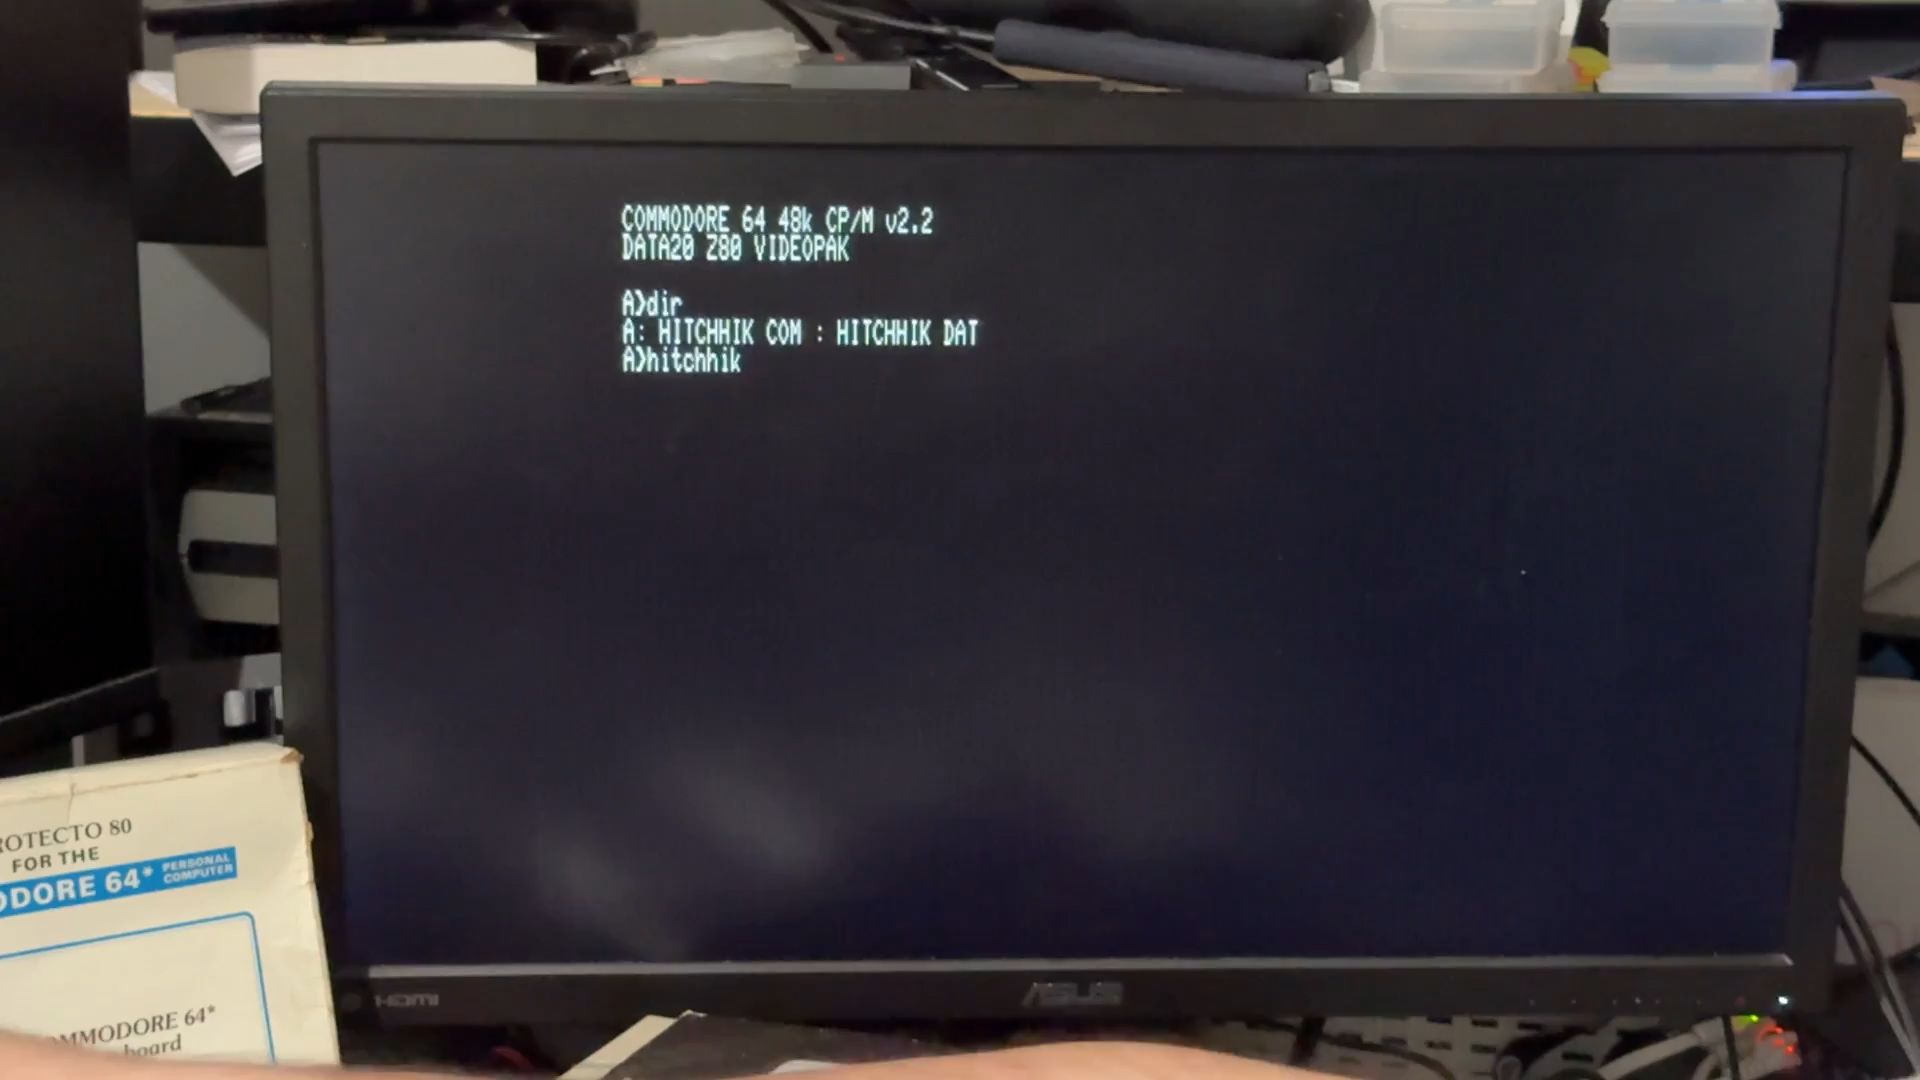 COMMODORE 64 48k CP/M v2.2
DATA20 Z80 VIDEOPAK
A>dir
A: HITCHHIK COM : HITCHHIK DAT
A>hitchhik
ROTECTO 80
FOR THE
ODORE 64* PERSONAL COMPUTER
OMMODORE 64*
board
HDMI
ASUS